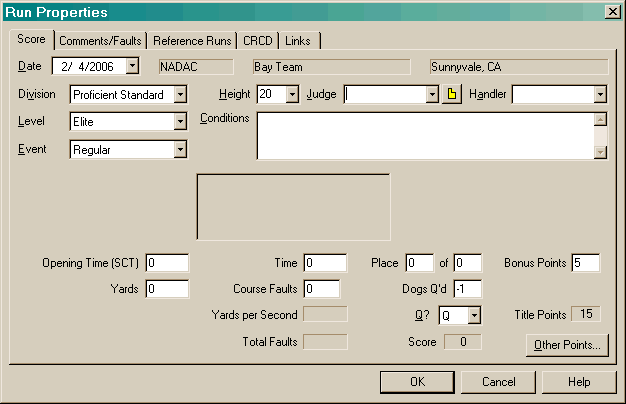 Run Properties
Score Comments/Faults Reference Runs CRCD Links
Date 2/ 4/2006 NADAC Bay Team Sunnyvale, CA
Division Proficient Standard Height 20 Judge Handler
Level Elite Conditions
Event Regular
Opening Time (SCT) 0 Time 0 Place 0 of 0 Bonus Points 5
Yards 0 Course Faults 0 Dogs Q'd -1
Yards per Second Q? Q Title Points 15
Total Faults Score 0 Other Points...
OK Cancel Help